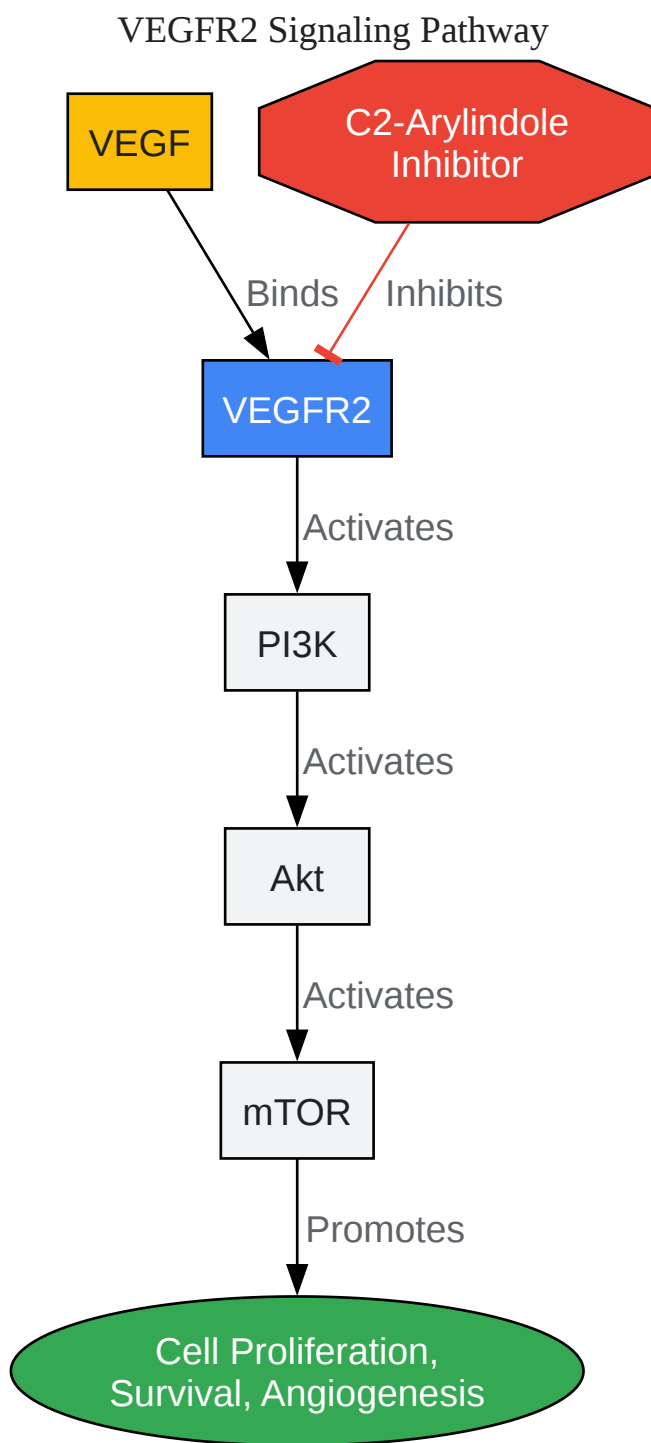 VEGFR2 Signaling Pathway
VEGF
C2-Arylindole
Inhibitor
Binds
Inhibits
VEGFR2
Activates
PI3K
Activates
Akt
Activates
mTOR
Promotes
Cell Proliferation,
Survival, Angiogenesis